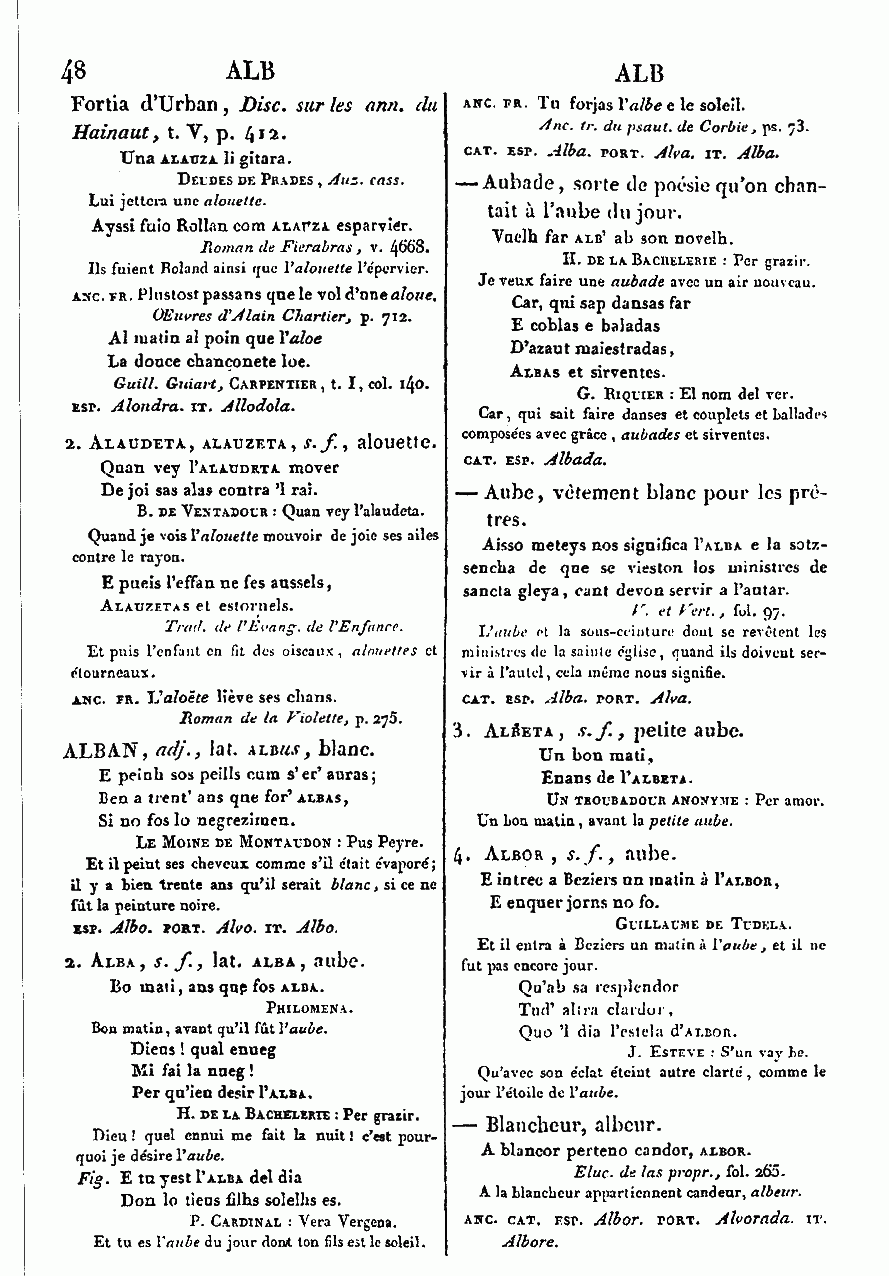 48 ALB
ALB
Fortia d'Urban, Disc. sur les ann. du
Hainaut, t. V, p. 412.
Una ALAUZA li gitara.
DEUDES DE PRADES, Auz. cass.
Lui jettera une alouette.
Ayssi fuio Rollan com ALAUZA esparvier.
Roman de Fierabras, v. 4668.
Ils fuient Roland ainsi que l'alouette l'épervier.
ANC. FR. Plustost passans que le vol d'une aloue.
OEuvres d'Alain Chartier, p. 712.
Al matin al poin que l'aloe
La douce chançonete loe.
Guill. Guiart, CARPENTIER, t. I, col. 140.
ESP. Alondra. IT. Allodola.
2. ALAUDETA, ALAUZETA, s. f., alouette.
Quan vey l'ALAUDETA mover
De joi sas alas contra 'l rai.
B. DE VENTADOUR : Quan vey l'alaudeta.
Quand je vois l'alouette mouvoir de joie ses ailes
contre le rayon.
E pueis l'effan ne fes aussels,
ALAUZETAS et estornels.
Trad. de l'Évang. de l'Enfance.
Et puis l'enfant en fit des oiseaux, alouettes et
étourneaux.
ANC. FR. L'aloëte liève ses chans.
Roman de la Violette, p. 275.
ALBAN, adj., lat. ALBUS, blanc.
E peinh sos peills cum s'er' auras;
Ben a trent' ans que for' ALBAS,
Si no fos lo negrezimen.
LE MOINE DE MONTAUDON : Pus Peyre.
Et il peint ses cheveux comme s'il était évaporé;
il y a bien trente ans qu'il serait blanc, si ce ne
fût la peinture noire.
ESP. Albo. PORT. Alvo. IT. Albo.
2. ALBA, s. f., lat. ALBA, aube.
Bo mati, ans que fos ALBA.
PHILOMENA.
Bon matin, avant qu'il fût l'aube.
Dieus ! qual enueg
Mi fai la nueg !
Per qu'ieu desir l'ALBA.
H. DE LA BACHELERIE : Per grazir.
Dieu ! quel ennui me fait la nuit ! c'est pour-
quoi je désire l'aube.
Fig. E tu yest l'ALBA del dia
Don lo tieus filhs solelhs es.
P. CARDINAL : Vera Vergena.
Et tu es l'aube du jour dont ton fils est le soleil.
ANC. FR. Tu forjas l'albe e le soleil.
Anc. tr. du psaut. de Corbie, ps. 73.
CAT. ESP. Alba. PORT. Alva. IT. Alba.
— Aubade, sorte de poésie qu'on chan-
tait à l'aube du jour.
Vuelh far ALB' ab son novelh.
H. DE LA BACHELERIE : Per grazir.
Je veux faire une aubade avec un air nouveau.
Car, qui sap dansas far
E coblas e baladas
D'azaut maiestradas,
ALBAS et sirventes.
G. RIQUIER : El nom del ver.
Car, qui sait faire danses et couplets et ballades
composées avec grâce, aubades et sirventes.
CAT. ESP. Albada.
— Aube, vêtement blanc pour les prê-
tres.
Aisso meteys nos significa l'ALBA e la sotz-
sencha de que se vieston los ministres de
sancta gleya, cant devon servir a l'autar.
V. et Vert., fol. 97.
L'aube et la sous-ceinture dont se revêtent les
ministres de la sainte église, quand ils doivent ser-
vir à l'autel, cela même nous signifie.
CAT. ESP. Alba. PORT. Alva.
3. ALBETA, s. f., petite aube.
Un bon mati,
Enans de l'ALBETA.
UN TROUBADOUR ANONYME : Per amor.
Un bon matin, avant la petite aube.
4. ALBOR, s. f., aube.
E intrec a Beziers un matin à l'ALBOR,
E enquer jorns no fo.
GUILLAUME DE TUDELA.
Et il entra à Beziers un matin à l'aube, et il ne
fut pas encore jour.
Qu'ab sa resplendor
Tud' altra clardor,
Quo 'l dia l'estela d'ALBOR.
J. ESTEVE : S'un vay be.
Qu'avec son éclat éteint autre clarté, comme le
jour l'étoile de l'aube.
— Blancheur, albeur.
A blancor perteno candor, ALBOR.
Eluc. de las propr., fol. 265.
A la blancheur appartiennent candeur, albeur.
ANC. CAT. ESP. Albor. PORT. Alvorada. IT.
Albore.